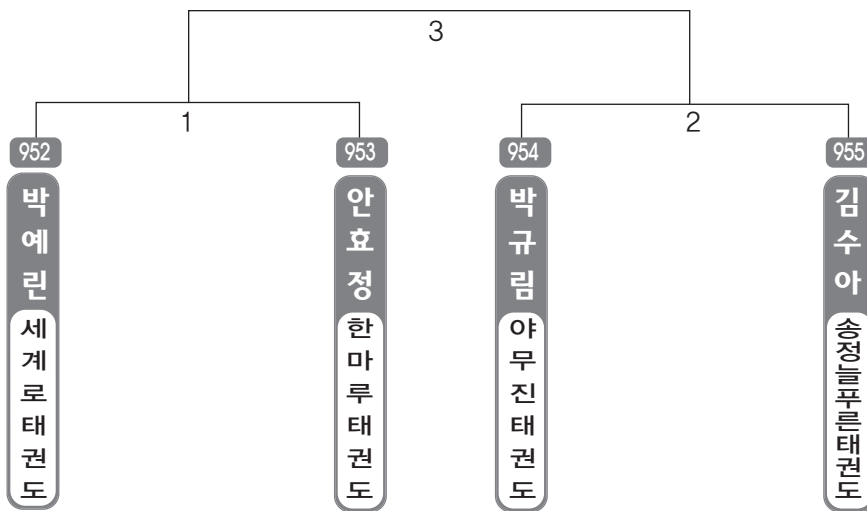 3
1
2
952
953
954
955
박예린
안효정
박규림
김수아
세계로태권도
한마루태권도
야무진태권도
송정늘푸른태권도